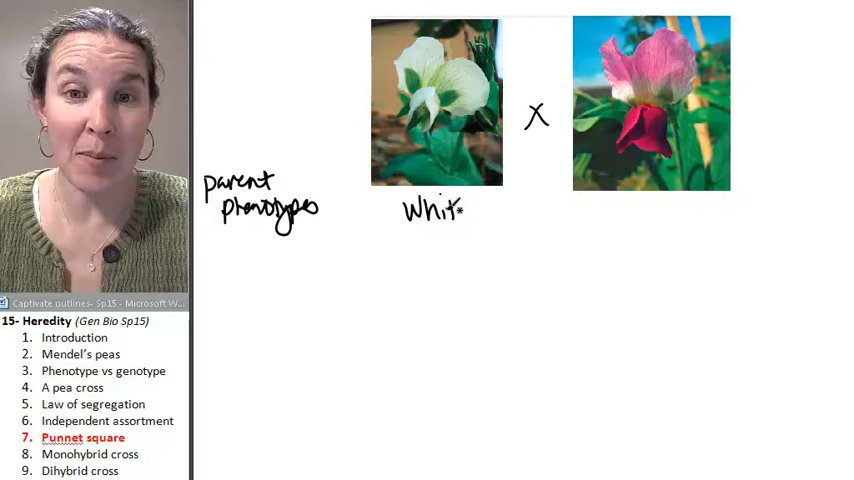 X
parent
phenotypes
Whit
Captivate outlines- Sp15 - Microsoft W...
15- Heredity (Gen Bio Sp15)
1. Introduction
2. Mendel's peas
3. Phenotype vs genotype
4. A pea cross
5. Law of segregation
6. Independent assortment
7. Punnet square
8. Monohybrid cross
9. Dihybrid cross